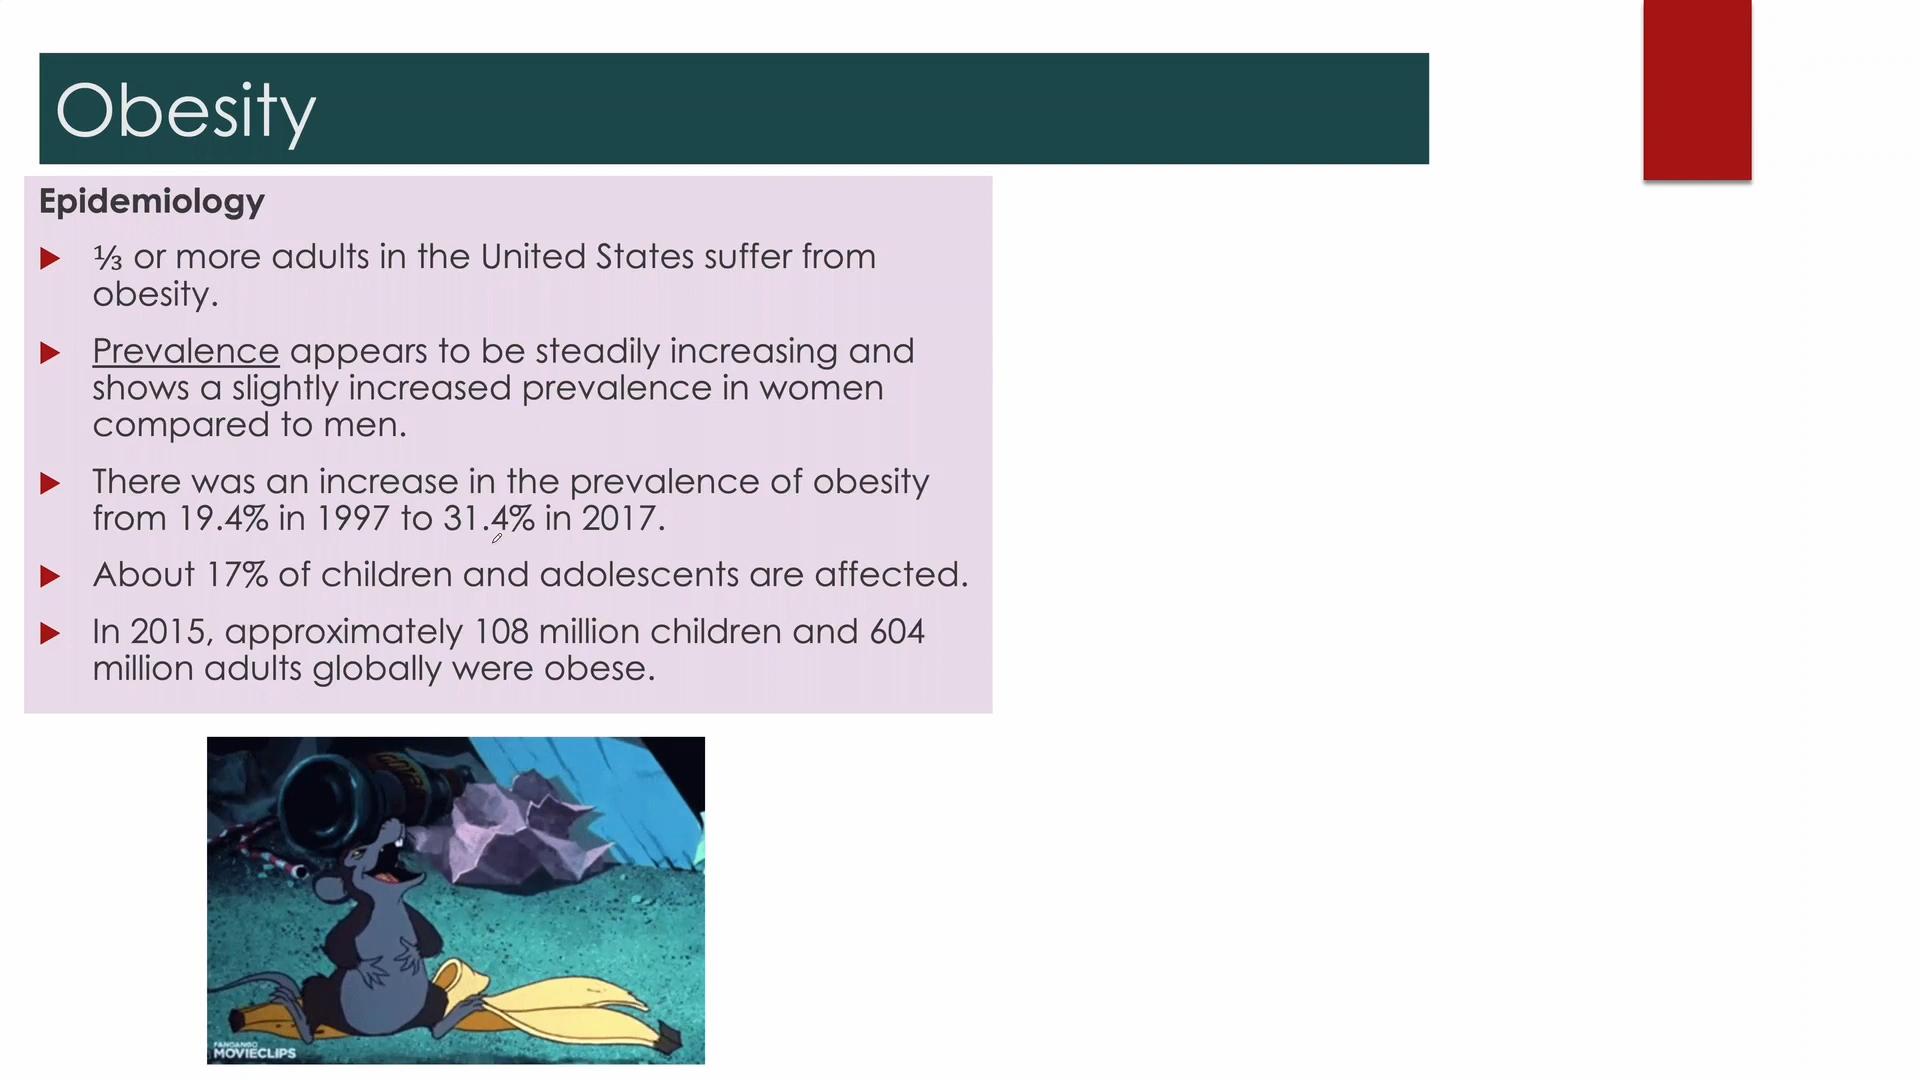 Obesity
Epidemiology
⅓ or more adults in the United States suffer from
obesity.
Prevalence appears to be steadily increasing and
shows a slightly increased prevalence in women
compared to men.
There was an increase in the prevalence of obesity
from 19.4% in 1997 to 31.4% in 2017.
About 17% of children and adolescents are affected.
In 2015, approximately 108 million children and 604
million adults globally were obese.
FANDANGO
MOVIECLIPS